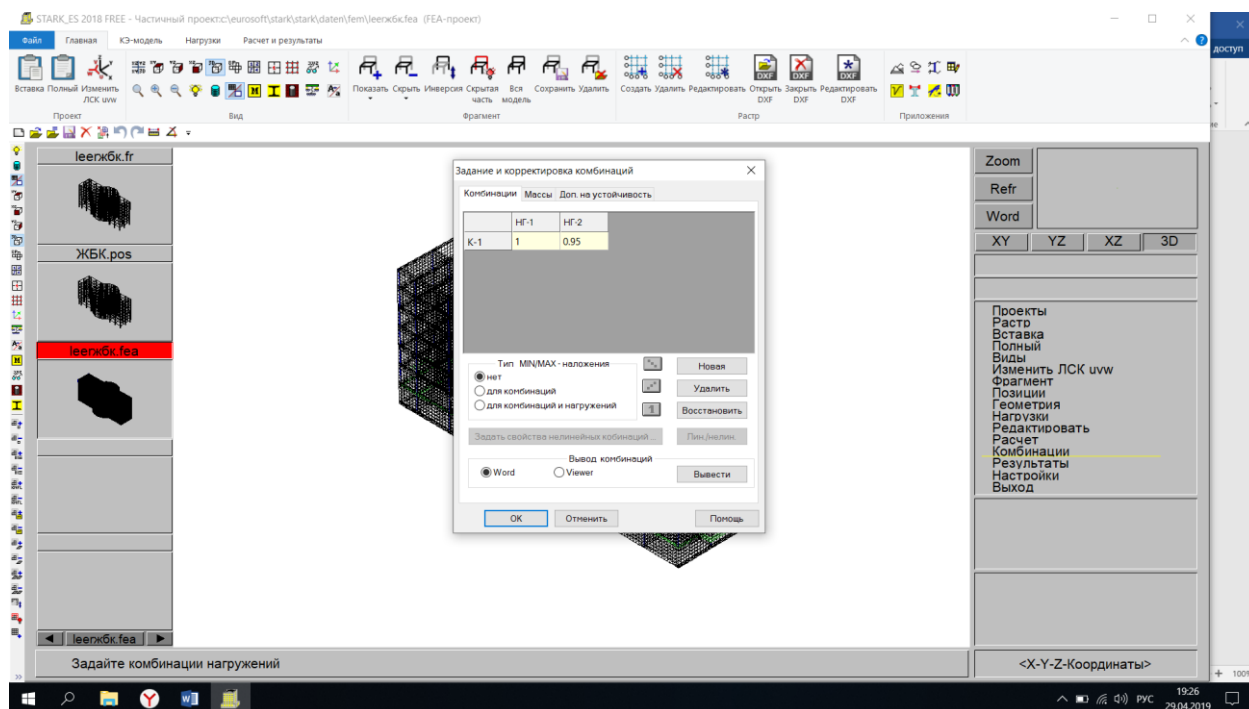 STARK_ES 2018 FREE - Частичный проект:c:\eurosoft\stark\stark\daten\fem\leerжбк.fea (FEA-проект)
Файл Главная КЭ-модель Нагрузки Расчет и результаты
доступ
Вставка Полный Изменить ЛСК uvw
Показать Скрыть Инверсия Скрытая часть Вся модель Сохранить Удалить
Создать Удалить Редактировать Открыть DXF Закрыть DXF Редактировать DXF
Проект Вид Фрагмент Растр Приложения
leerжбк.fr
ЖБК.pos
leerжбк.fea
leerжбк.fea
Задание и корректировка комбинаций
Комбинации Массы Доп. на устойчивость
НГ-1 НГ-2
К-1 1 0.95
Тип MIN/MAX - наложения
нет
для комбинаций
для комбинаций и нагружений
Новая
Удалить
Восстановить
Задать свойства нелинейных кобинаций ... Лин./нелин.
Вывод комбинаций
Word Viewer Вывести
OK Отменить Помощь
Zoom
Refr
Word
XY YZ XZ 3D
Проекты
Растр
Вставка
Полный
Виды
Изменить ЛСК uvw
Фрагмент
Позиции
Геометрия
Нагрузки
Редактировать
Расчет
Комбинации
Результаты
Настройки
Выход
Задайте комбинации нагружений
<X-Y-Z-Координаты>
РУС
19:26
29.04.2019